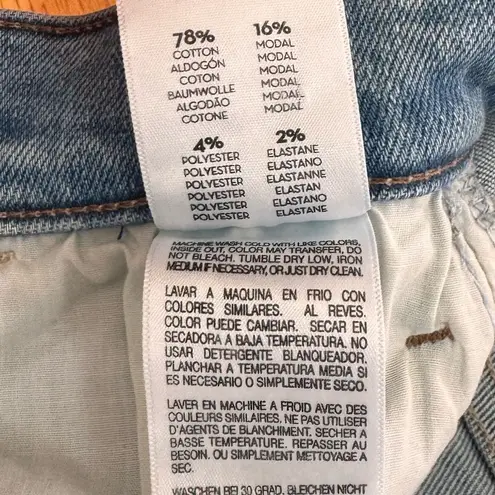 78%
COTTON
ALDOGÓN
COTON
BAUMWOLLE
ALGODÃO
COTONE
16%
MODAL
MODAL
MODAL
MODAL
MODAL
MODAL
4%
POLYESTER
POLYESTER
POLYESTER
POLYESTER
POLYESTER
POLYESTER
2%
ELASTANE
ELASTANO
ELASTHANNE
ELASTAN
ELASTANO
ELASTANE
MACHINE WASH COLD WITH LIKE COLORS,
INSIDE OUT, COLOR MAY TRANSFER, DO
NOT BLEACH. TUMBLE DRY LOW, IRON
MEDIUM IF NECESSARY, OR JUST DRY CLEAN.
LAVAR A MAQUINA EN FRIO CON
COLORES SIMILARES. AL REVES.
COLOR PUEDE CAMBIAR. SECAR EN
SECADORA A BAJA TEMPERATURA. NO
USAR DETERGENTE BLANQUEADOR.
PLANCHAR A TEMPERATURA MEDIA SI
ES NECESARIO O SIMPLEMENTE SECO.
LAVER EN MACHINE A FROID AVEC DES
COULEURS SIMILAIRES. NE PAS UTILISER
D'AGENTS DE BLANCHIMENT. SECHER A
BASSE TEMPERATURE. REPASSER AU
BESOIN. OU SIMPLEMENT METTOYAGE A
SEC.
WASCHEN BEI 30 GRAD, BLEICHEN NICHT